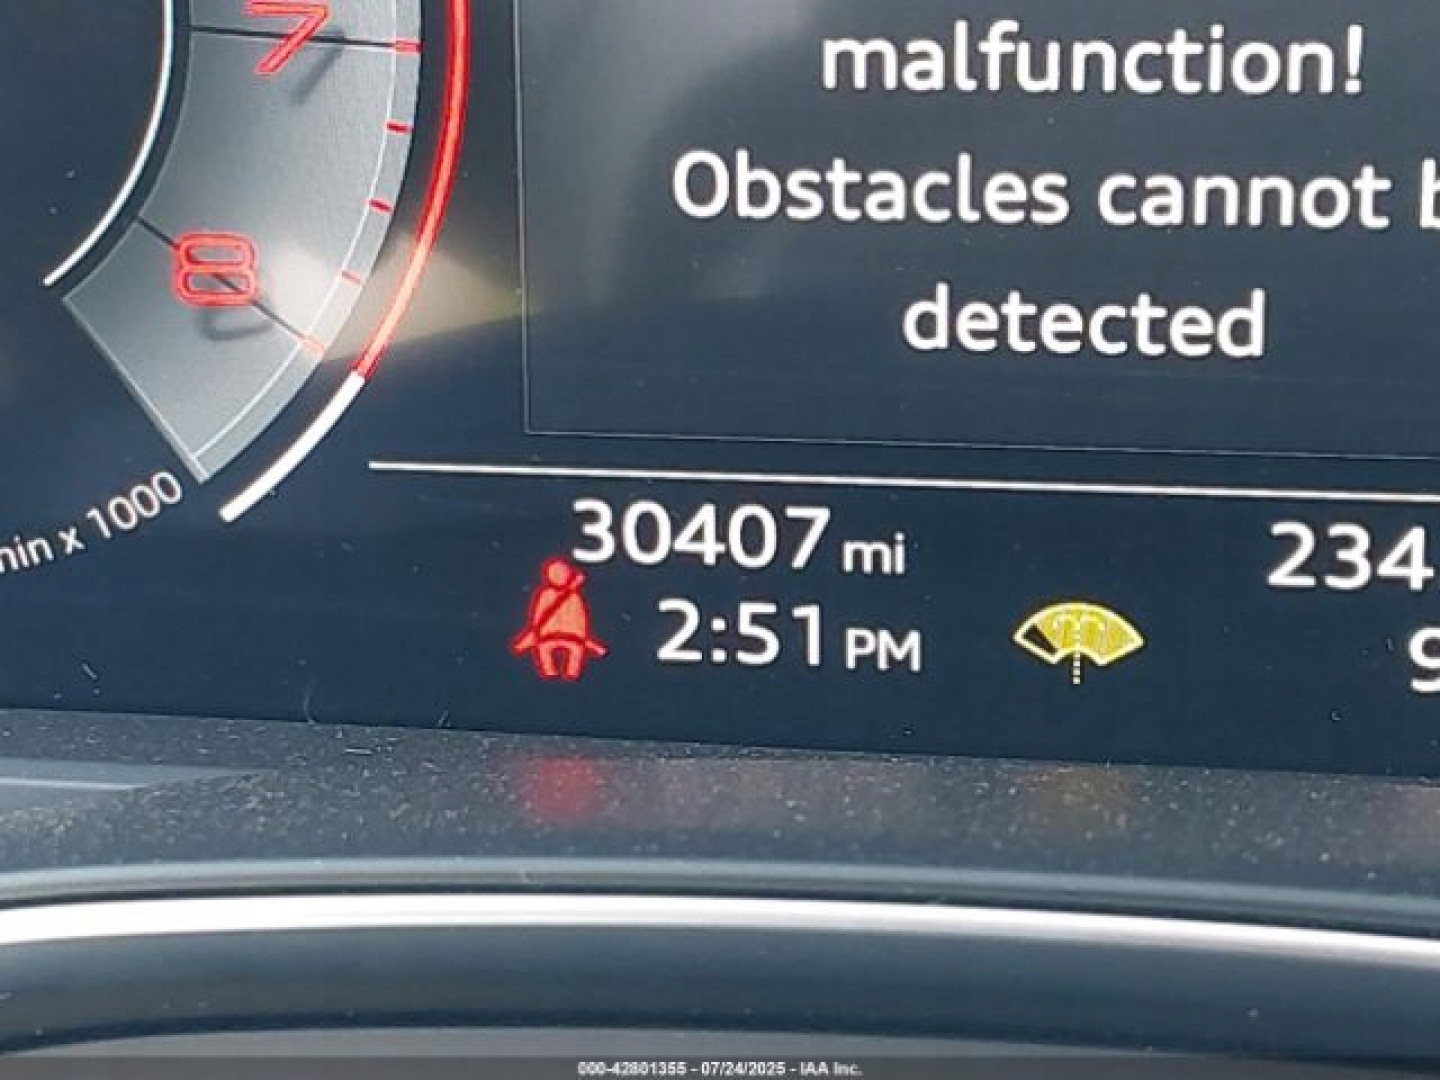 7
malfunction!
Obstacles cannot b
detected
8
min x 1000
30407 mi
234
2:51 PM
9
000-42801355 - 07/24/2025 - IAA Inc.